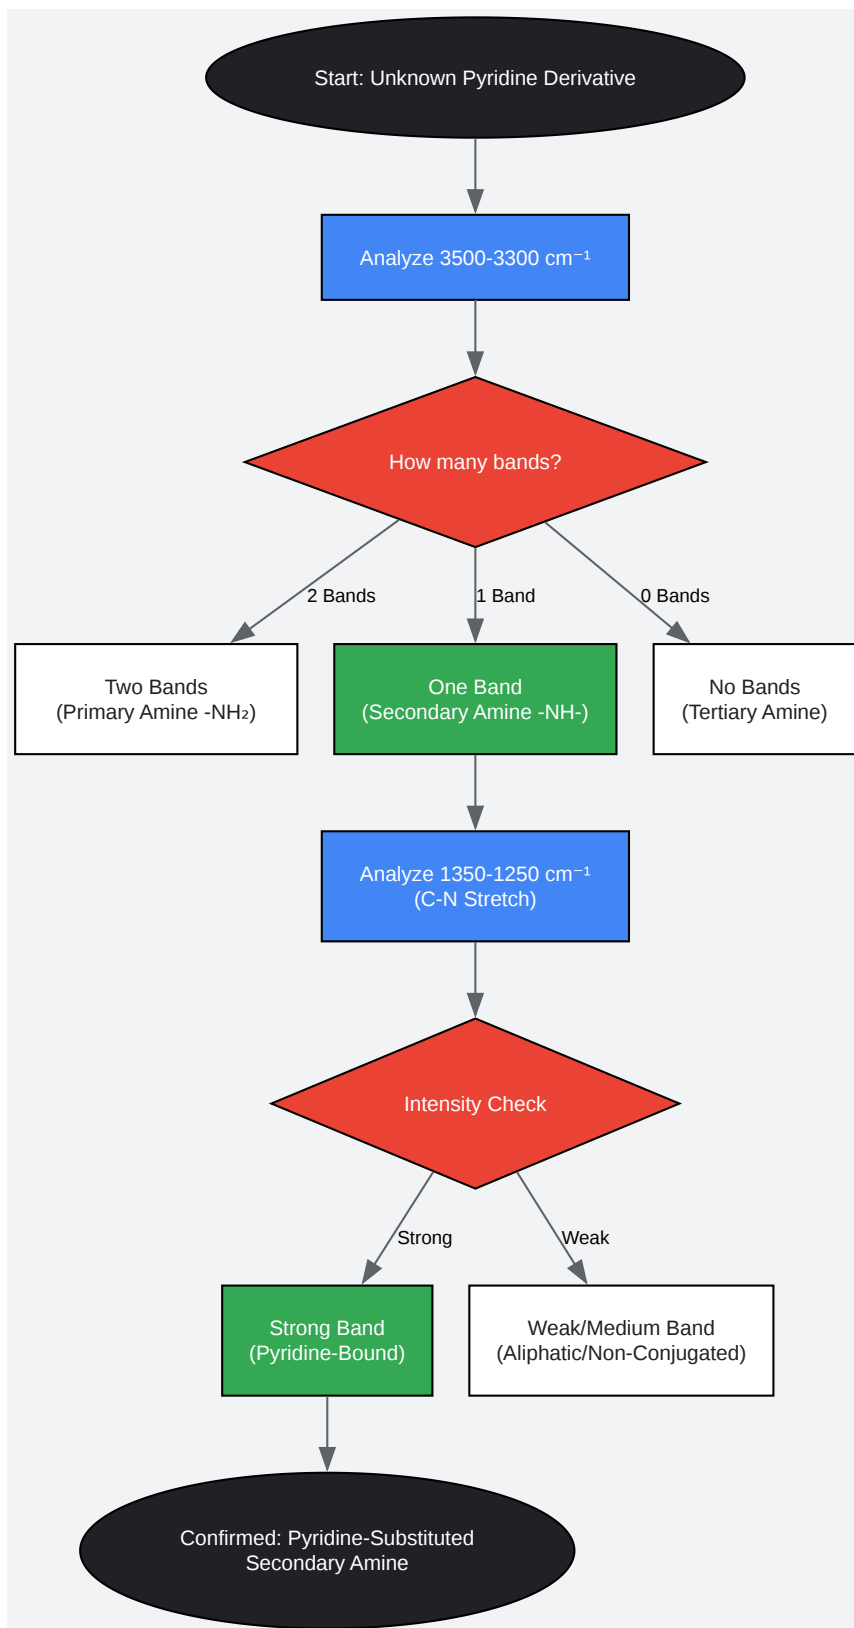 Start: Unknown Pyridine Derivative
Analyze 3500-3300 cm⁻¹
How many bands?
2 Bands
1 Band
0 Bands
Two Bands
(Primary Amine -NH₂)
One Band
(Secondary Amine -NH-)
No Bands
(Tertiary Amine)
Analyze 1350-1250 cm⁻¹
(C-N Stretch)
Intensity Check
Strong
Weak
Strong Band
(Pyridine-Bound)
Weak/Medium Band
(Aliphatic/Non-Conjugated)
Confirmed: Pyridine-Substituted
Secondary Amine